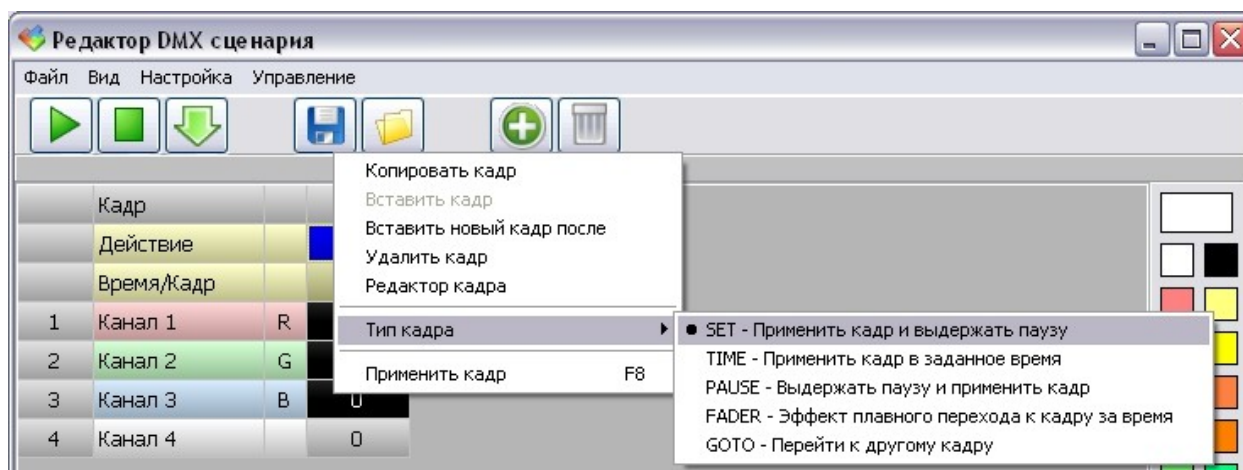 Редактор DMX сценария
Файл Вид Настройка Управление
Копировать кадр
Вставить кадр
Вставить новый кадр после
Удалить кадр
Редактор кадра
Тип кадра
Применить кадр F8
SET - Применить кадр и выдержать паузу
TIME - Применить кадр в заданное время
PAUSE - Выдержать паузу и применить кадр
FADER - Эффект плавного перехода к кадру за время
GOTO - Перейти к другому кадру
Кадр
Действие
Время/Кадр
1 Канал 1 R
2 Канал 2 G
3 Канал 3 B 0
4 Канал 4 0